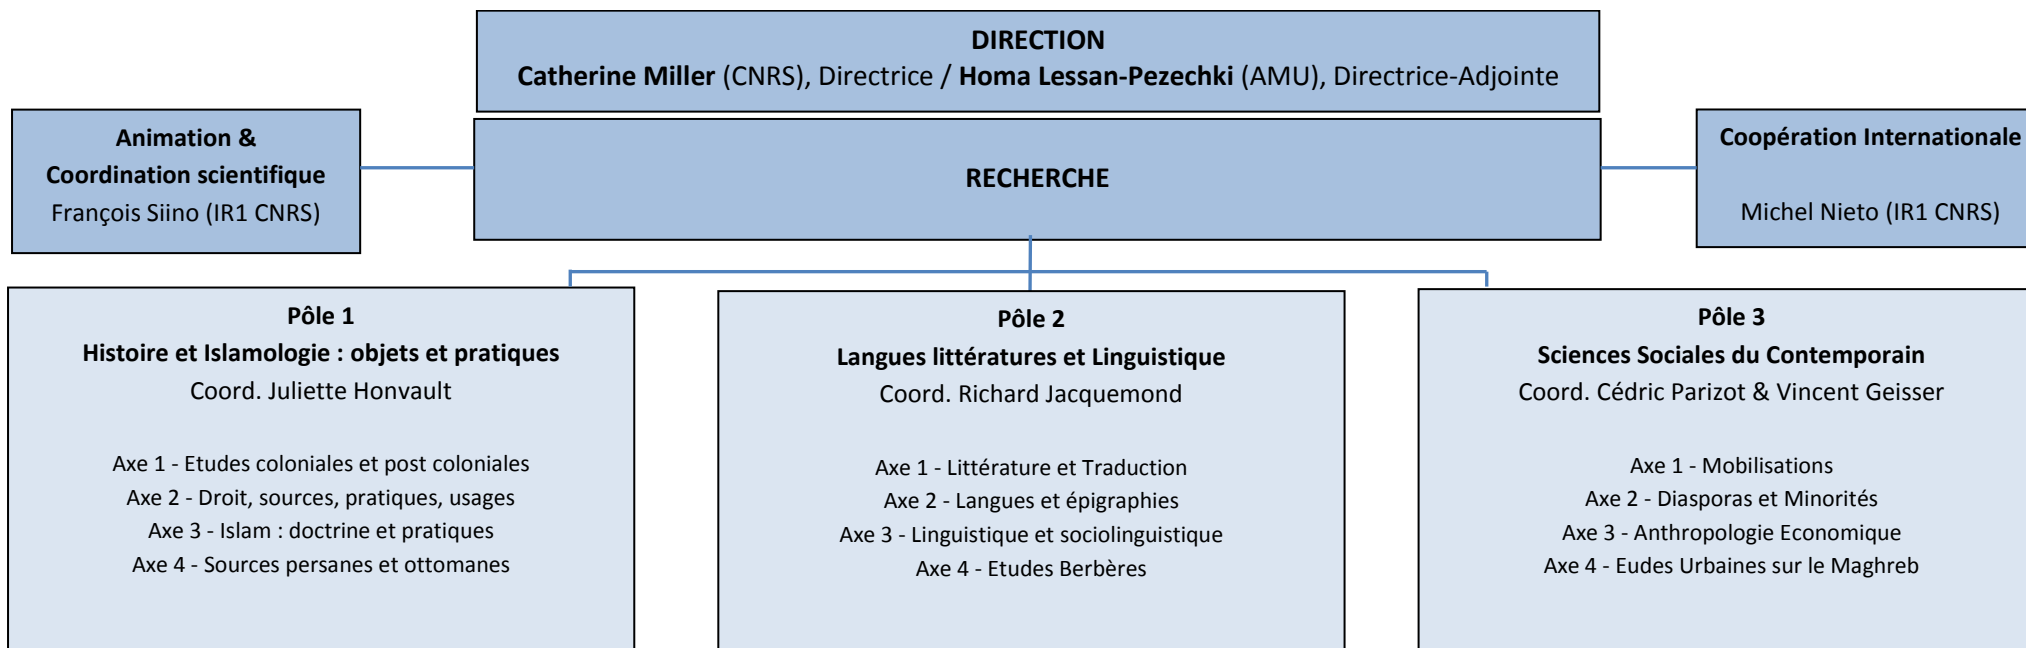 DIRECTION
Catherine Miller (CNRS), Directrice / Homa Lessan-Pezechki (AMU), Directrice-Adjointe
Animation &
Coordination scientifique
François Siino (IR1 CNRS)
RECHERCHE
Coopération Internationale
Michel Nieto (IR1 CNRS)
Pôle 1
Histoire et Islamologie : objets et pratiques
Coord. Juliette Honvault
Axe 1 - Etudes coloniales et post coloniales
Axe 2 - Droit, sources, pratiques, usages
Axe 3 - Islam : doctrine et pratiques
Axe 4 - Sources persanes et ottomanes
Pôle 2
Langues littératures et Linguistique
Coord. Richard Jacquemond
Axe 1 - Littérature et Traduction
Axe 2 - Langues et épigraphies
Axe 3 - Linguistique et sociolinguistique
Axe 4 - Etudes Berbères
Pôle 3
Sciences Sociales du Contemporain
Coord. Cédric Parizot & Vincent Geisser
Axe 1 - Mobilisations
Axe 2 - Diasporas et Minorités
Axe 3 - Anthropologie Economique
Axe 4 - Eudes Urbaines sur le Maghreb